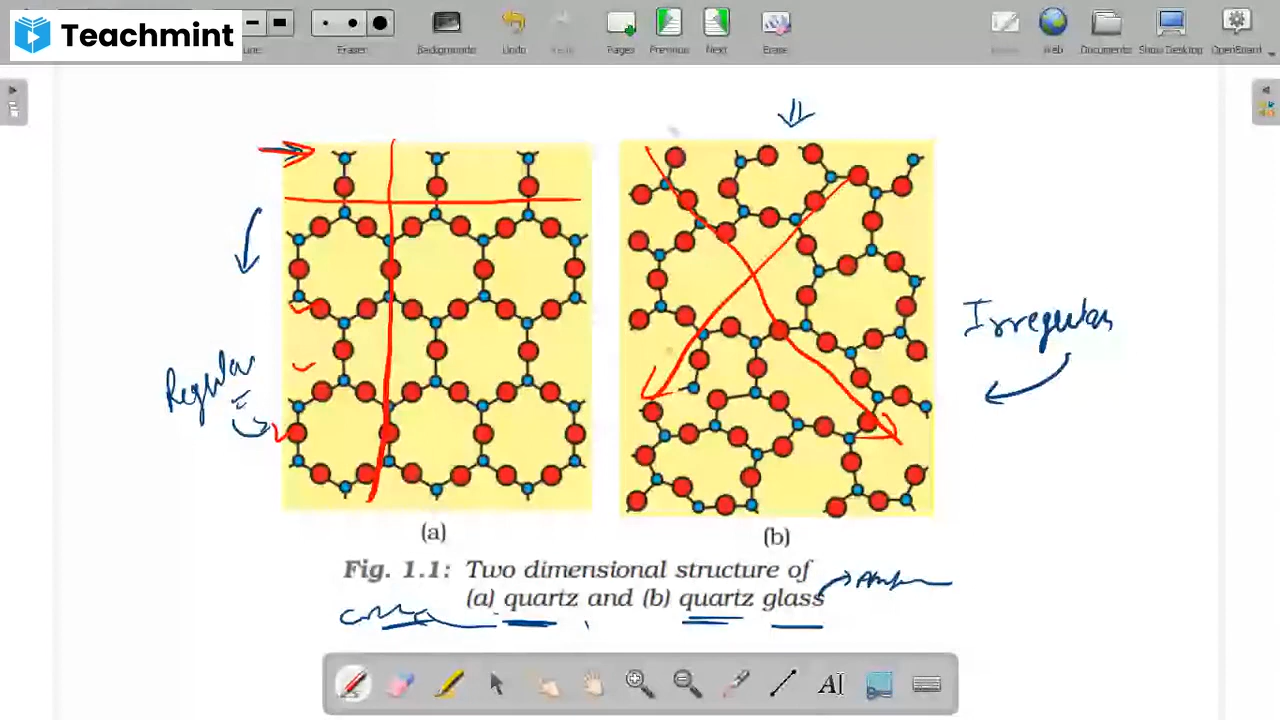 Teachmint
Eraser
Backgrounds
Undo
Redo
Pages
Previous
Next
Erase
Web
Documents
Show Desktop
OpenBoard
Regular
Irregular
(a)
(b)
Fig. 1.1: Two dimensional structure of
(a) quartz and (b) quartz glass
AI